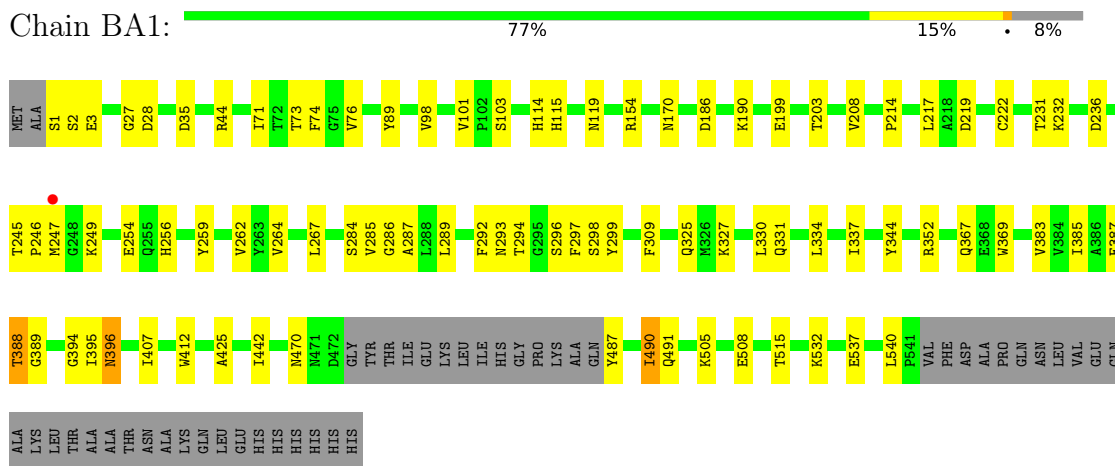 Chain BA1:
77% 15% • 8%
MET ALA S1 S2 E3 G27 D28 D35 R44 I71 T72 T73 F74 G75 V76 Y89 V98 V101 P102 S103 H114 H115 N119 R154 N170 D186 K190 E199 T203 V208 P214 L217 A218 D219 C222 T231 K232 D236
T245 P246 M247 G248 K249 E254 Q255 H256 Y259 V262 Y263 V264 L267 S284 V285 G286 A287 L288 L289 F292 N293 T294 G295 S296 F297 S298 Y299 F309 Q325 M326 K327 L330 Q331 L334 I337 Y344 R352 Q367 E368 W369 V383 V384 I385 A386 E387
T388 G389 G394 I395 N396 I407 W412 A425 I442 N470 N471 D472 GLY TYR THR ILE GLU LYS LEU ILE HIS GLY PRO LYS ALA GLN Y487 I490 Q491 K505 E508 T515 K532 E537 L540 P541 VAL PHE ASP ALA PRO GLN ASN LEU VAL GLU GLN
ALA LYS LEU THR ALA ALA THR ASN ALA LYS GLN LEU GLU HIS HIS HIS HIS HIS HIS